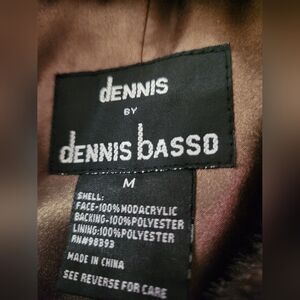 dENNIS
BY
dENNIS bASSO
M
SHELL:
FACE-100% MODACRYLIC
BACKING-100% POLYESTER
LINING:100% POLYESTER
RN#98393
MADE IN CHINA
SEE REVERSE FOR CARE